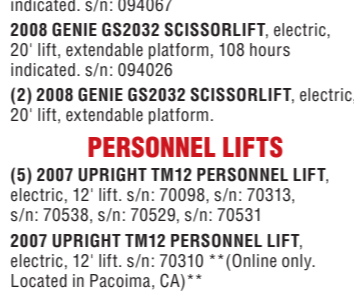 indicated. s/n: 094067
2008 GENIE GS2032 SCISSORLIFT, electric,
20' lift, extendable platform, 108 hours
indicated. s/n: 094026
(2) 2008 GENIE GS2032 SCISSORLIFT, electric,
20' lift, extendable platform.
PERSONNEL LIFTS
(5) 2007 UPRIGHT TM12 PERSONNEL LIFT,
electric, 12' lift. s/n: 70098, s/n: 70313,
s/n: 70538, s/n: 70529, s/n: 70531
2007 UPRIGHT TM12 PERSONNEL LIFT,
electric, 12' lift. s/n: 70310 **(Online only.
Located in Pacoima, CA)**